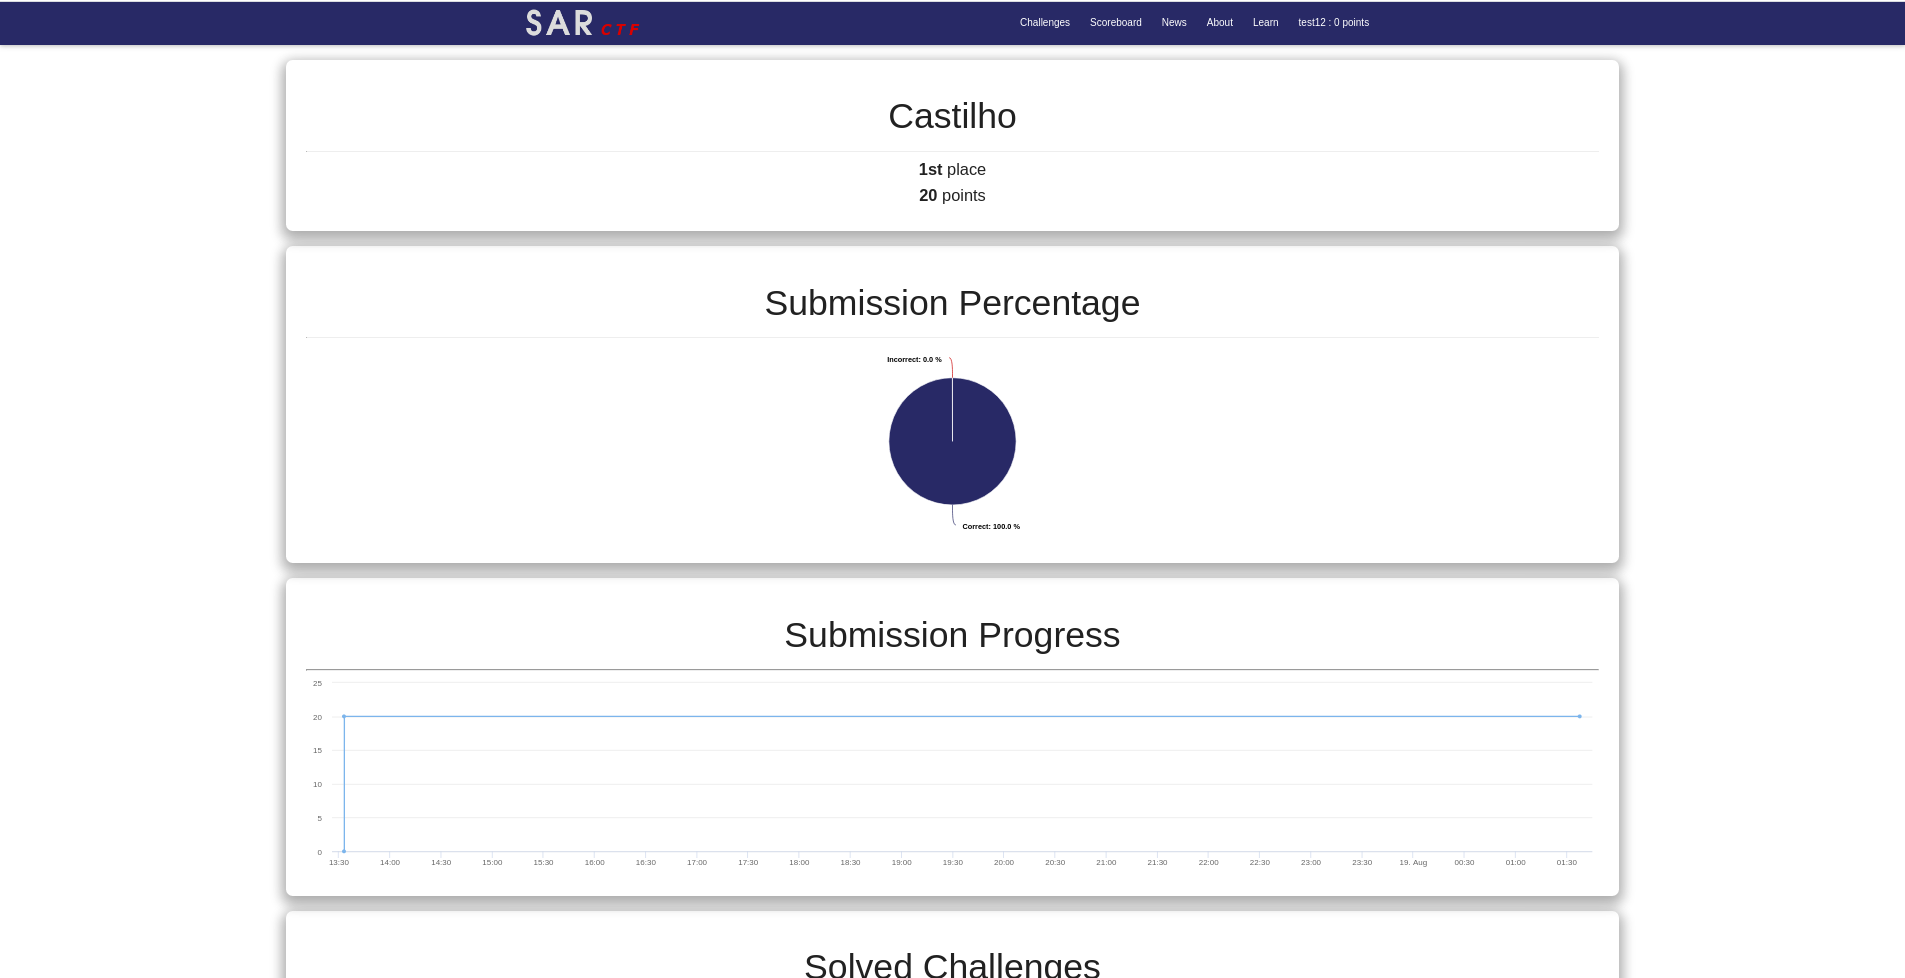 SAR CTF
Challenges Scoreboard News About Learn test12 : 0 points
Castilho
1st place
20 points
Submission Percentage
Incorrect: 0.0 %
Correct: 100.0 %
Submission Progress
25
20
15
10
5
0
13:30 14:00 14:30 15:00 15:30 16:00 16:30 17:00 17:30 18:00 18:30 19:00 19:30 20:00 20:30 21:00 21:30 22:00 22:30 23:00 23:30 19. Aug 00:30 01:00 01:30
Solved Challenges